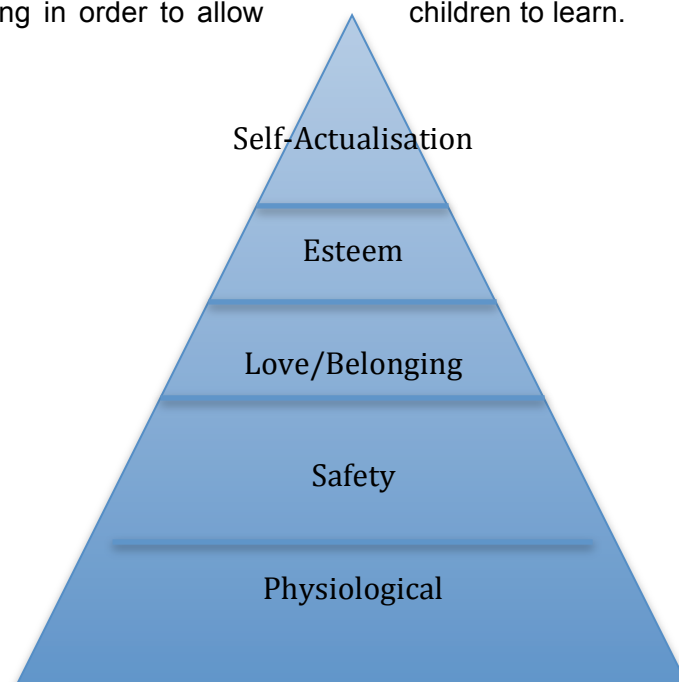 ng in order to allow children to learn.
Self-Actualisation
Esteem
Love/Belonging
Safety
Physiological